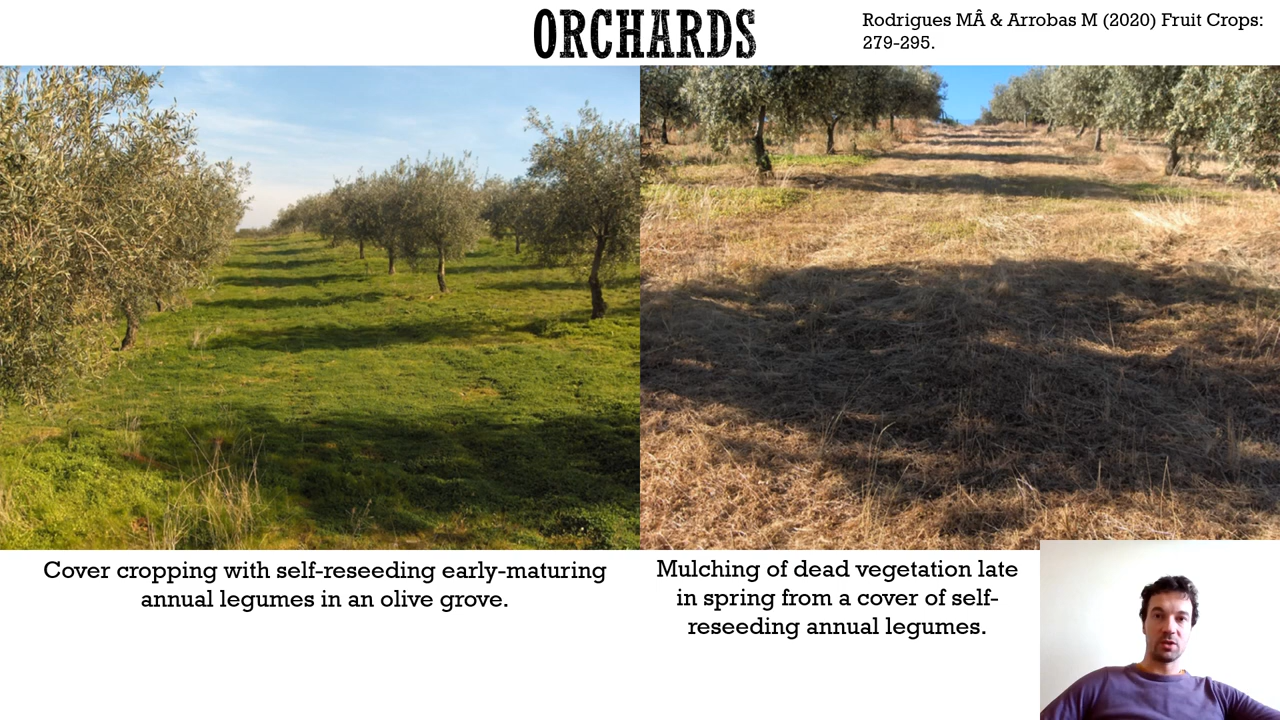 ORCHARDS
Rodrigues MÂ & Arrobas M (2020) Fruit Crops:
279-295.
Cover cropping with self-reseeding early-maturing
annual legumes in an olive grove.
Mulching of dead vegetation late
in spring from a cover of self-
reseeding annual legumes.